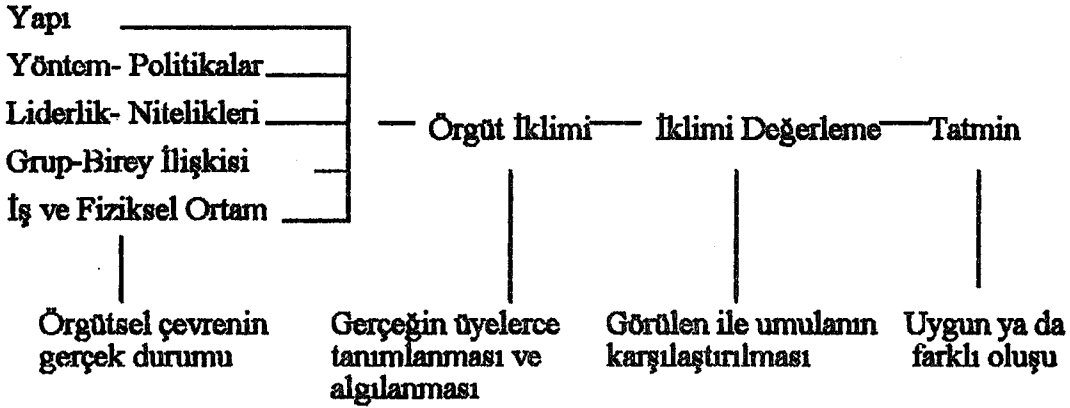 Yapı
Yöntem- Politikalar
Liderlik- Nitelikleri
Örgüt İklimi
İklimi Değerleme
Tatmin
Grup-Birey İlişkisi
İş ve Fiziksel Ortam
Örgütsel çevrenin
gerçek durumu
Gerçeğin üyelerce
tanımlanması ve
algılanması
Görülen ile umulanın
karşılaştırılması
Uygun ya da
farklı oluşu